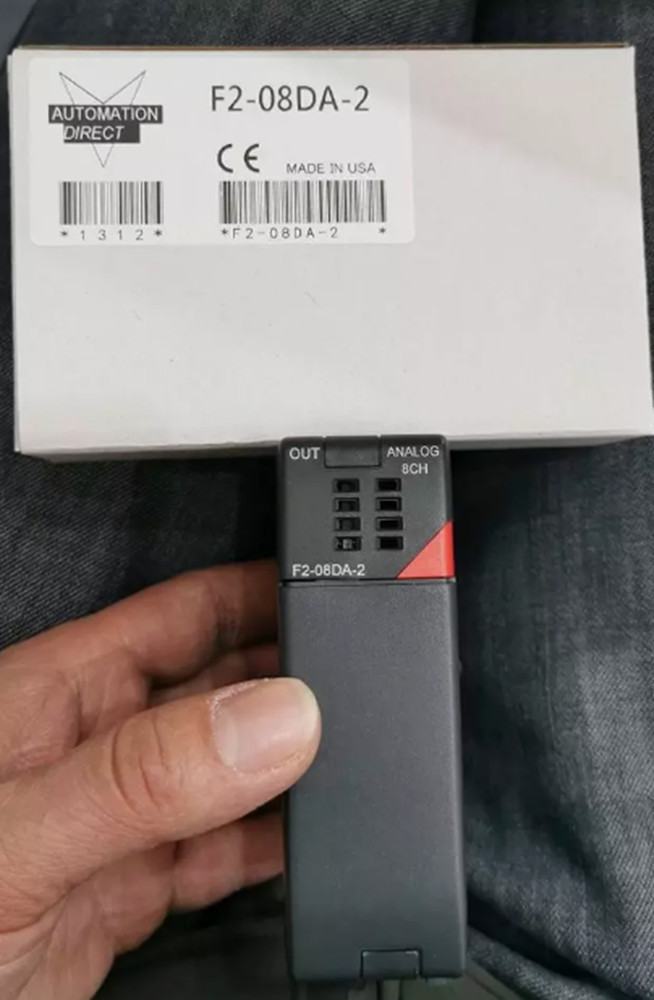 AUTOMATION
DIRECT
F2-08DA-2
CE
MADE IN USA
*1312*
*F2-08DA-2 *
OUT
ANALOG
8CH
F2-08DA-2